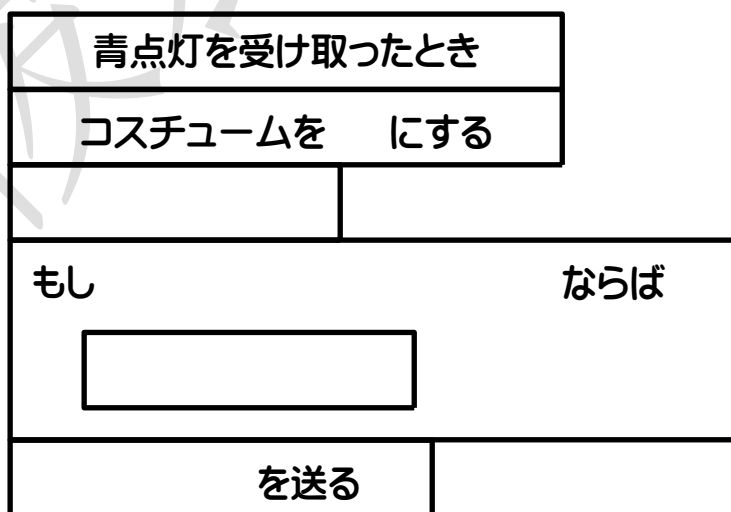 青点灯を受け取ったとき
コスチュームを　　にする
もし　　　　　　　　　　　　ならば
を送る